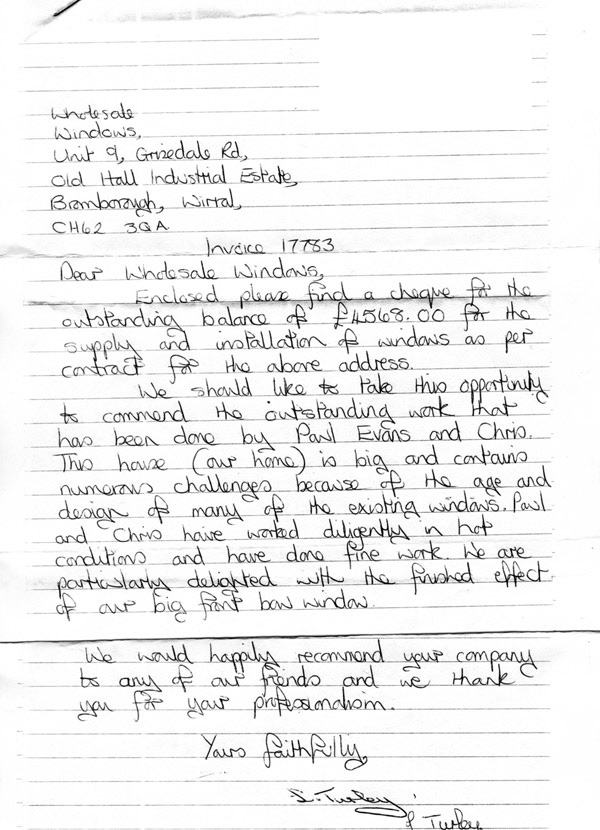 Wholesale
Windows,
Unit 9, Grizedale Rd,
Old Hall Industrial Estate,
Bromborough, Wirral,
CH62 3QA
Invoice 17783
Dear Wholesale Windows,
Enclosed please find a cheque for the
outstanding balance of £4568.00 for the
supply and installation of windows as per
contract for the above address.
We should like to take this opportunity
to commend the outstanding work that
has been done by Paul Evans and Chris.
This house (our home) is big and contains
numerous challenges because of the age and
design of many of the existing windows. Paul
and Chris have worked diligently in hot
conditions and have done fine work. We are
particularly delighted with the finished effect
of our big front bow window.
We would happily recommend your company
to any of our friends and we thank
you for your professionalism.
Yours faithfully,
S. Turley
Turley